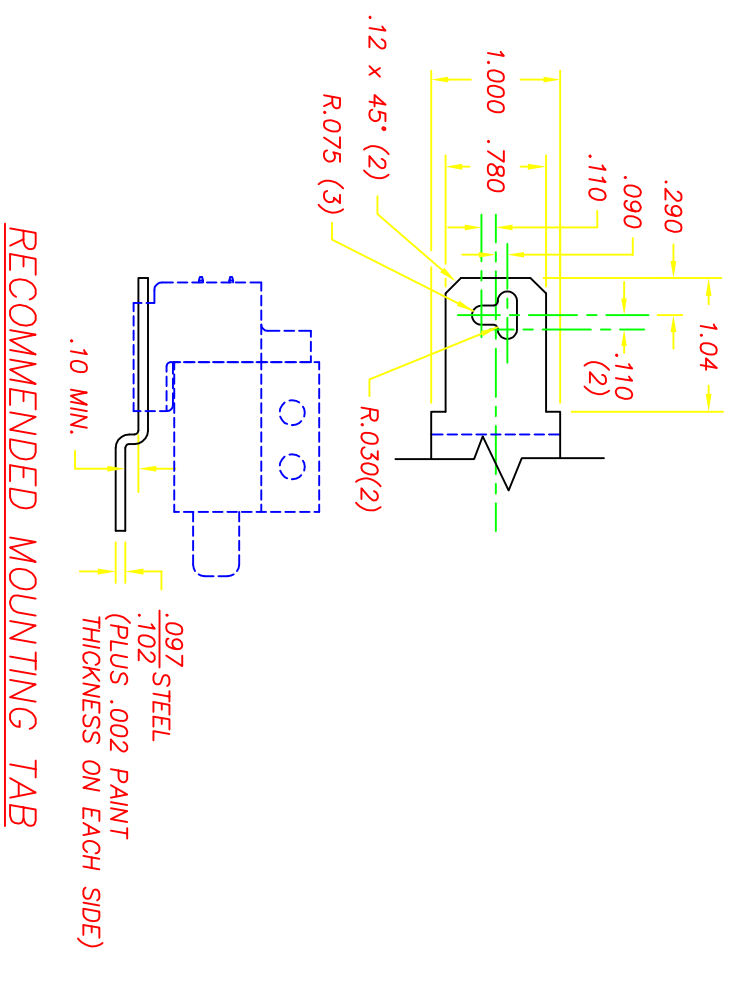 .290
.090
.110
1.04
.780
1.000
.110
(2)
.12 x 45° (2)
R.075 (3)
R.030(2)
.10 MIN.
.097
.102 STEEL
(PLUS .002 PAINT
THICKNESS ON EACH SIDE)
RECOMMENDED MOUNTING TAB